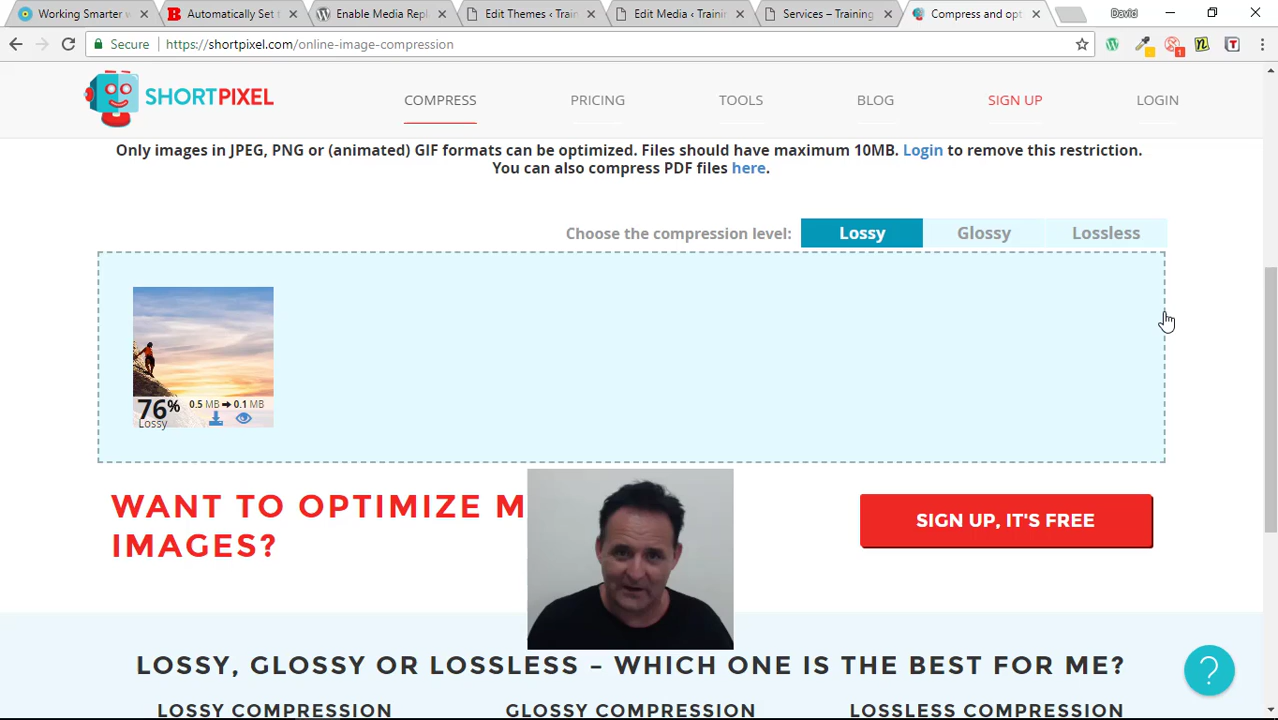 Working Smarter w
Automatically Set t
Enable Media Repl
Edit Themes ‹ Train
Edit Media ‹ Trainin
Services – Training
Compress and opt
David
Secure
https://shortpixel.com/online-image-compression
1
SHORTPIXEL
COMPRESS
PRICING
TOOLS
BLOG
SIGN UP
LOGIN
Only images in JPEG, PNG or (animated) GIF formats can be optimized. Files should have maximum 10MB. Login to remove this restriction.
You can also compress PDF files here.
Choose the compression level:
Lossy
Glossy
Lossless
76%
0.5 MB ➔ 0.1 MB
Lossy
WANT TO OPTIMIZE M
IMAGES?
SIGN UP, IT'S FREE
LOSSY, GLOSSY OR LOSSLESS – WHICH ONE IS THE BEST FOR ME?
LOSSY COMPRESSION
GLOSSY COMPRESSION
LOSSLESS COMPRESSION
?